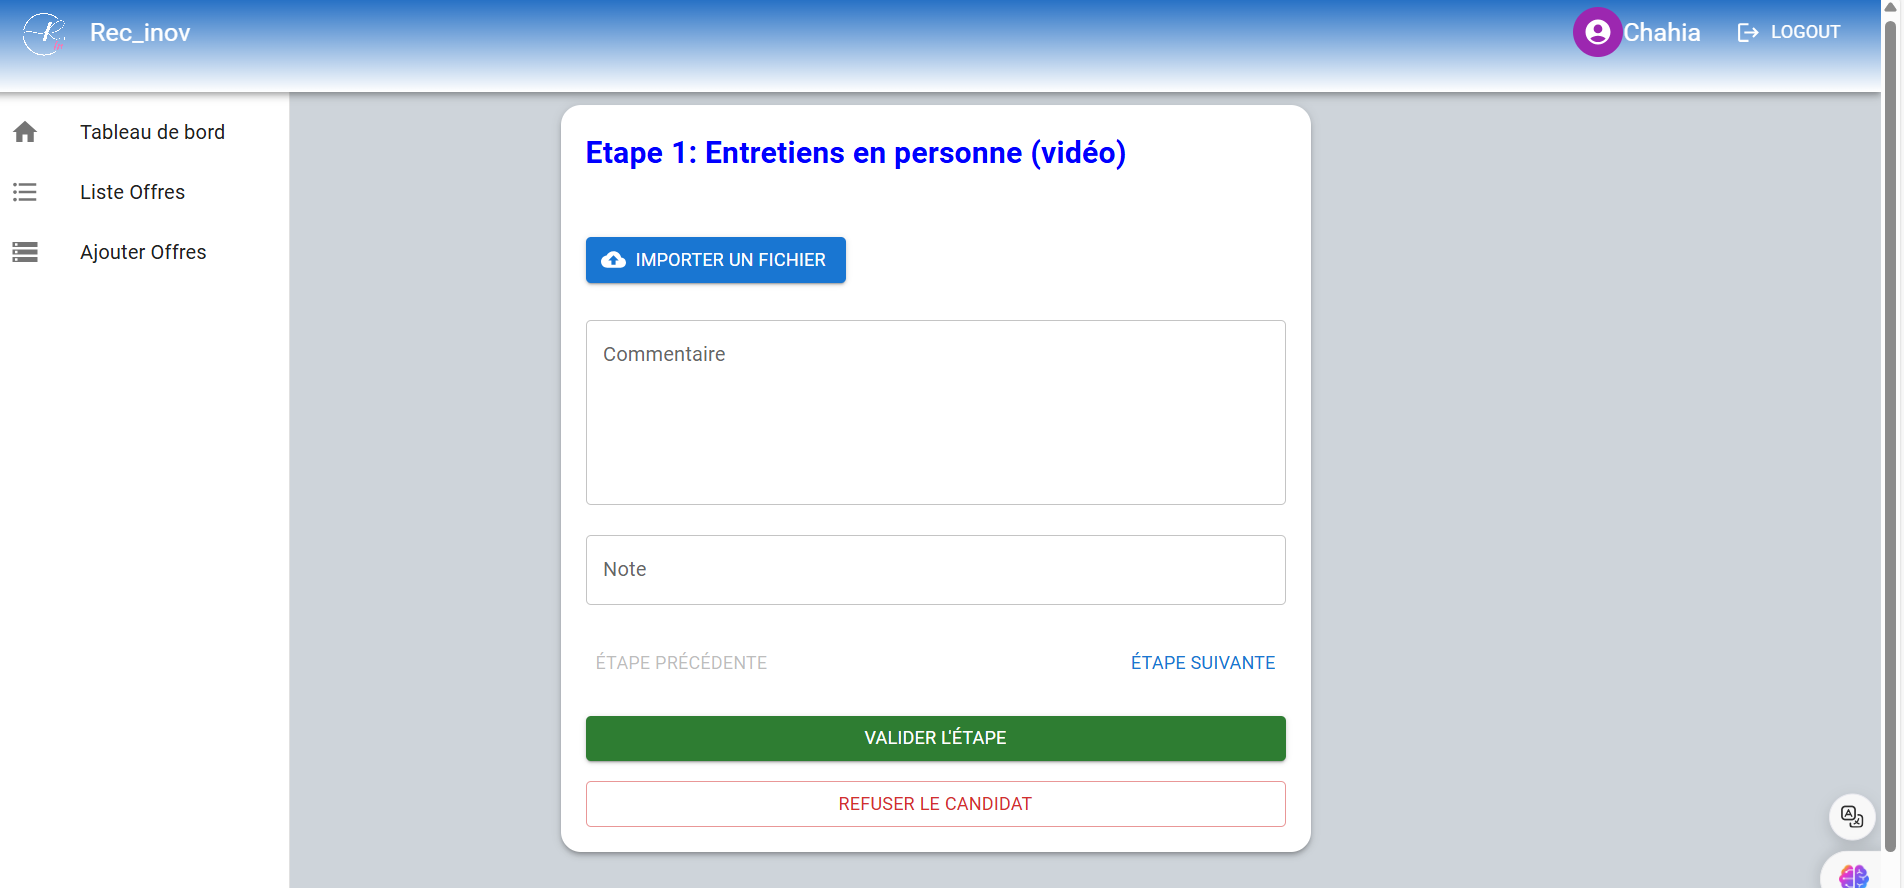 Rec_inov
Chahia
LOGOUT
Tableau de bord
Liste Offres
Ajouter Offres
Etape 1: Entretiens en personne (vidéo)
IMPORTER UN FICHIER
Commentaire
Note
ÉTAPE PRÉCÉDENTE
ÉTAPE SUIVANTE
VALIDER L'ÉTAPE
REFUSER LE CANDIDAT